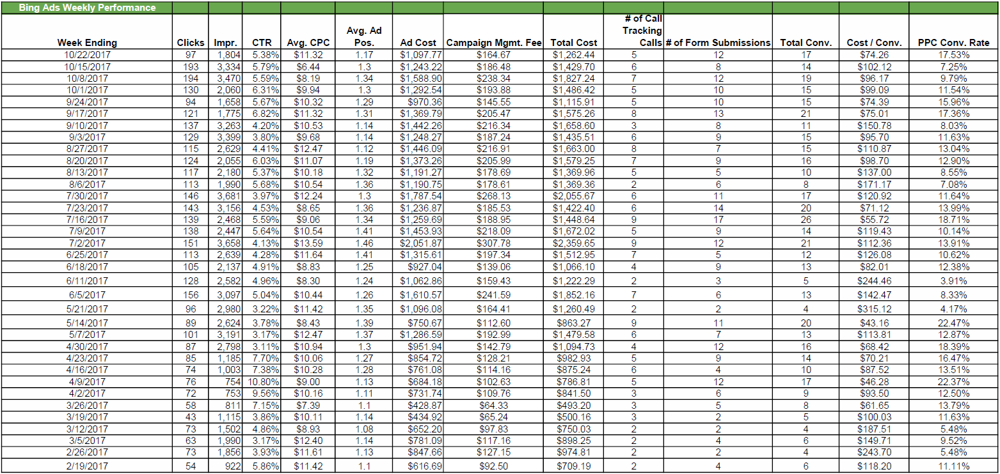 Bing Ads Weekly Performance
Week Ending Clicks Impr. CTR Avg. CPC Avg. Ad Pos. Ad Cost Campaign Mgmt. Fee Total Cost # of Call Tracking Calls # of Form Submissions Total Conv. Cost / Conv. PPC Conv. Rate
10/22/2017 97 1,804 5.38% $11.32 1.17 $1,097.77 $164.67 $1,262.44 5 12 17 $74.26 17.53%
10/15/2017 193 3,334 5.79% $6.44 1.3 $1,243.22 $186.48 $1,429.70 6 8 14 $102.12 7.25%
10/8/2017 194 3,470 5.59% $8.19 1.34 $1,588.90 $238.34 $1,827.24 7 12 19 $96.17 9.79%
10/1/2017 130 2,060 6.31% $9.94 1.3 $1,292.54 $193.88 $1,486.42 5 10 15 $99.09 11.54%
9/24/2017 94 1,658 5.67% $10.32 1.29 $970.36 $145.55 $1,115.91 5 10 15 $74.39 15.96%
9/17/2017 121 1,775 6.82% $11.32 1.31 $1,369.79 $205.47 $1,575.26 8 13 21 $75.01 17.36%
9/10/2017 137 3,263 4.20% $10.53 1.14 $1,442.26 $216.34 $1,658.60 3 8 11 $150.78 8.03%
9/3/2017 129 3,399 3.80% $9.68 1.14 $1,248.27 $187.24 $1,435.51 6 9 15 $95.70 11.63%
8/27/2017 115 2,629 4.41% $12.47 1.12 $1,446.09 $216.91 $1,663.00 8 7 15 $110.87 13.04%
8/20/2017 124 2,055 6.03% $11.07 1.19 $1,373.26 $205.99 $1,579.25 7 9 16 $98.70 12.90%
8/13/2017 117 2,180 5.37% $10.18 1.32 $1,191.27 $178.69 $1,369.96 5 5 10 $137.00 8.55%
8/6/2017 113 1,990 5.68% $10.54 1.36 $1,190.75 $178.61 $1,369.36 2 6 8 $171.17 7.08%
7/30/2017 146 3,681 3.97% $12.24 1.3 $1,787.54 $268.13 $2,055.67 6 11 17 $120.92 11.64%
7/23/2017 143 3,156 4.53% $8.65 1.36 $1,236.87 $185.53 $1,422.40 6 14 20 $71.12 13.99%
7/16/2017 139 2,468 5.59% $9.06 1.34 $1,259.69 $188.95 $1,448.64 9 17 26 $55.72 18.71%
7/9/2017 138 2,447 5.64% $10.54 1.41 $1,453.93 $218.09 $1,672.02 5 9 14 $119.43 10.14%
7/2/2017 151 3,658 4.13% $13.59 1.46 $2,051.87 $307.78 $2,359.65 9 12 21 $112.36 13.91%
6/25/2017 113 2,639 4.28% $11.64 1.41 $1,315.61 $197.34 $1,512.95 7 5 12 $126.08 10.62%
6/18/2017 105 2,137 4.91% $8.83 1.25 $927.04 $139.06 $1,066.10 4 9 13 $82.01 12.38%
6/11/2017 128 2,582 4.96% $8.30 1.24 $1,062.86 $159.43 $1,222.29 2 3 5 $244.46 3.91%
6/5/2017 156 3,097 5.04% $10.44 1.26 $1,610.57 $241.59 $1,852.16 7 6 13 $142.47 8.33%
5/21/2017 96 2,980 3.22% $11.42 1.35 $1,096.08 $164.41 $1,260.49 2 2 4 $315.12 4.17%
5/14/2017 89 2,624 3.78% $8.43 1.39 $750.67 $112.60 $863.27 9 11 20 $43.16 22.47%
5/7/2017 101 3,191 3.17% $12.47 1.37 $1,286.59 $192.99 $1,479.58 6 7 13 $113.81 12.87%
4/30/2017 87 2,798 3.11% $10.94 1.3 $951.94 $142.79 $1,094.73 4 12 16 $68.42 18.39%
4/23/2017 85 1,185 7.70% $10.06 1.27 $854.72 $128.21 $982.93 5 9 14 $70.21 16.47%
4/16/2017 74 1,003 7.38% $10.28 1.28 $761.08 $114.16 $875.24 6 4 10 $87.52 13.51%
4/9/2017 76 754 10.80% $9.00 1.13 $684.18 $102.63 $786.81 5 12 17 $46.28 22.37%
4/2/2017 72 753 9.56% $10.16 1.11 $731.74 $109.76 $841.50 3 6 9 $93.50 12.50%
3/26/2017 58 811 7.15% $7.39 1.1 $428.87 $64.33 $493.20 3 5 8 $61.65 13.79%
3/19/2017 43 1,115 3.86% $10.11 1.14 $434.92 $65.24 $500.16 3 2 5 $100.03 11.63%
3/12/2017 73 1,502 4.86% $8.93 1.08 $652.20 $97.83 $750.03 2 2 4 $187.51 5.48%
3/5/2017 63 1,990 3.17% $12.40 1.14 $781.09 $117.16 $898.25 2 4 6 $149.71 9.52%
2/26/2017 73 1,856 3.93% $11.61 1.13 $847.66 $127.15 $974.81 2 2 4 $243.70 5.48%
2/19/2017 54 922 5.86% $11.42 1.1 $616.69 $92.50 $709.19 2 4 6 $118.20 11.11%